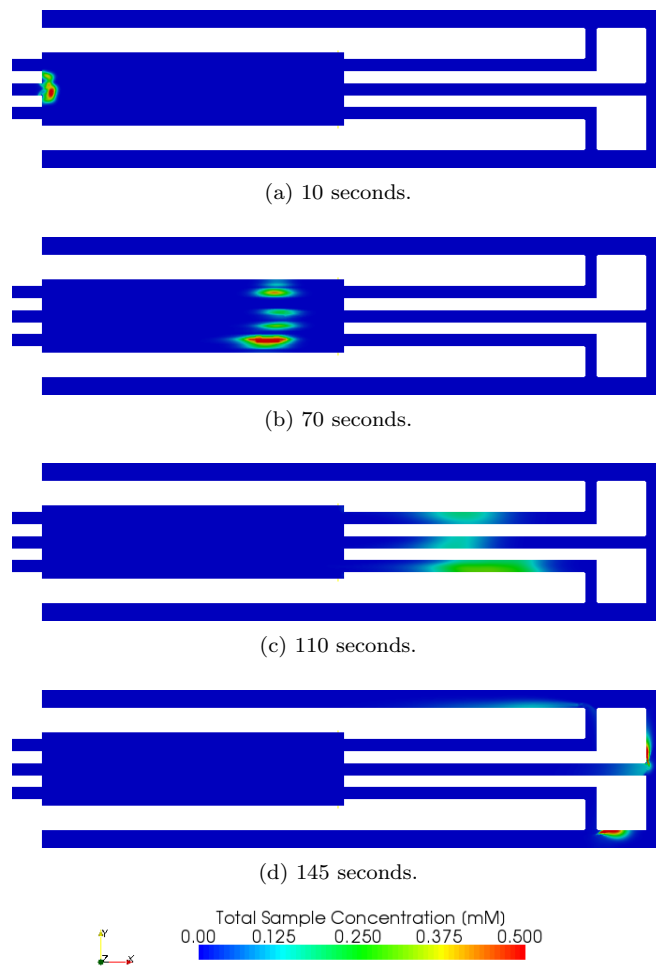 (a) 10 seconds.
(b) 70 seconds.
(c) 110 seconds.
(d) 145 seconds.
Total Sample Concentration (mM)
0.00 0.125 0.250 0.375 0.500
Y
Z X